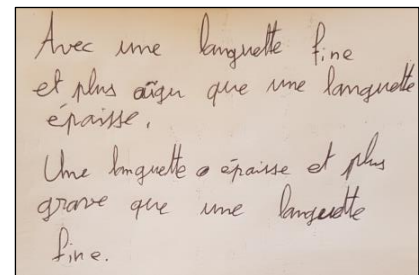 Avec une languette fine
et plus aïgu que une languette
épaisse.
Une languette épaisse et plus
grave que une languette
fine.